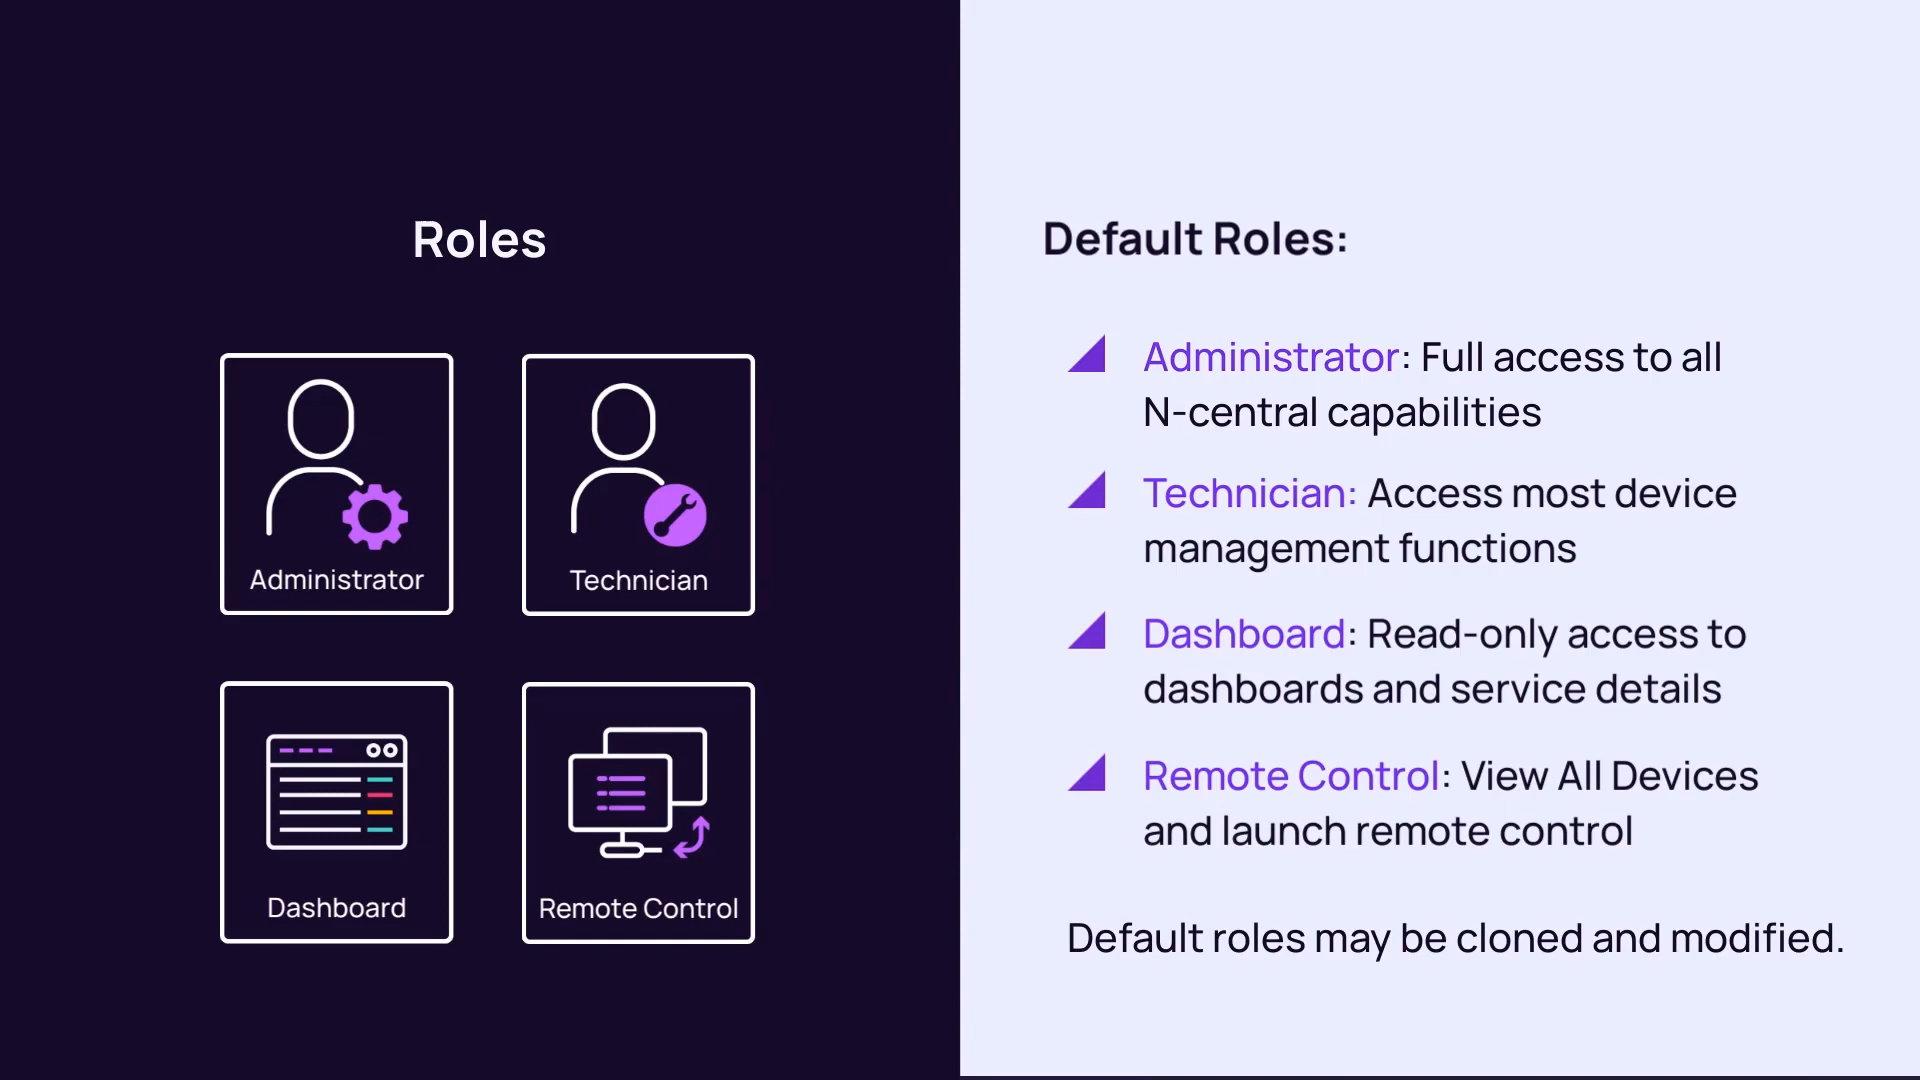 Roles
Administrator
Technician
Dashboard
Remote Control
Default Roles:
Administrator: Full access to all
N-central capabilities
Technician: Access most device
management functions
Dashboard: Read-only access to
dashboards and service details
Remote Control: View All Devices
and launch remote control
Default roles may be cloned and modified.